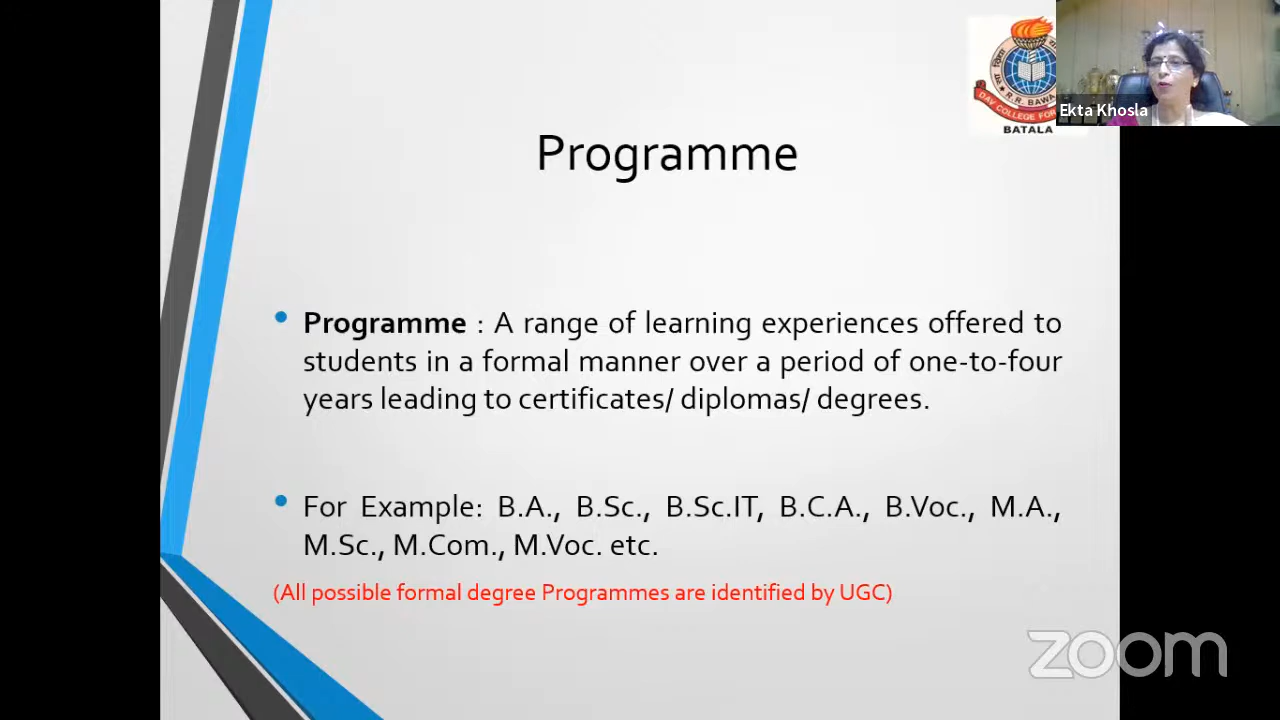 R.R. BAWA
DAV COLLEGE FOR
BATALA
Ekta Khosla
Programme
• Programme : A range of learning experiences offered to
students in a formal manner over a period of one-to-four
years leading to certificates/ diplomas/ degrees.
• For Example: B.A., B.Sc., B.Sc.IT, B.C.A., B.Voc., M.A.,
M.Sc., M.Com., M.Voc. etc.
(All possible formal degree Programmes are identified by UGC)
zoom